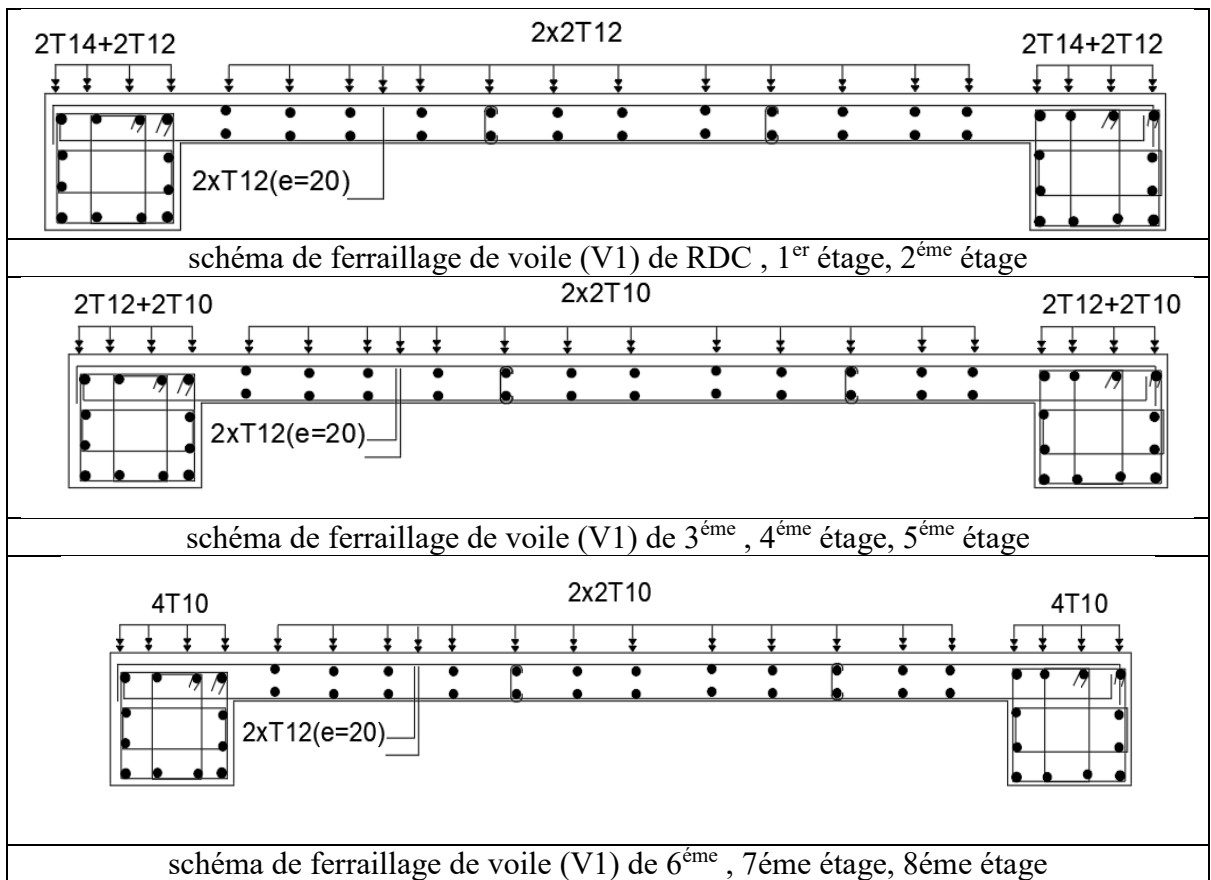 2T14+2T12
2x2T12
2T14+2T12
2xT12(e=20)
schéma de ferraillage de voile (V1) de RDC , 1er étage, 2éme étage
2T12+2T10
2x2T10
2T12+2T10
2xT12(e=20)
schéma de ferraillage de voile (V1) de 3éme , 4éme étage, 5éme étage
4T10
2x2T10
4T10
2xT12(e=20)
schéma de ferraillage de voile (V1) de 6éme , 7éme étage, 8éme étage